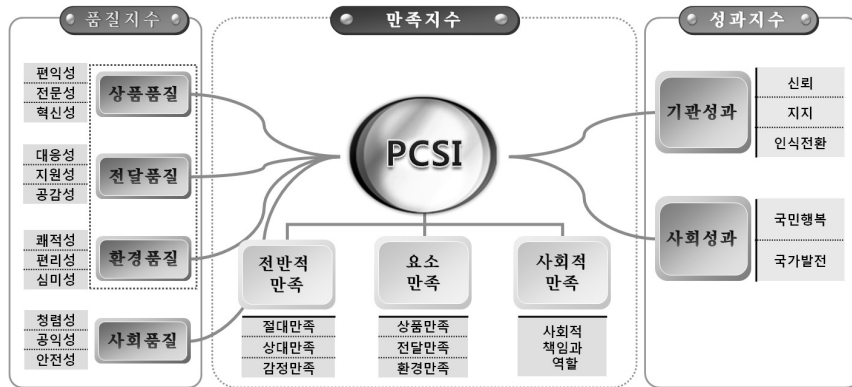 품질지수
편익성
전문성
혁신성
상품품질
대응성
지원성
공감성
전달품질
쾌적성
편리성
심미성
환경품질
청렴성
공익성
안전성
사회품질
만족지수
PCSI
전반적
만족
절대만족
상대만족
감정만족
요소
만족
상품만족
전달만족
환경만족
사회적
만족
사회적
책임과
역할
성과지수
기관성과
신뢰
지지
인식전환
사회성과
국민행복
국가발전